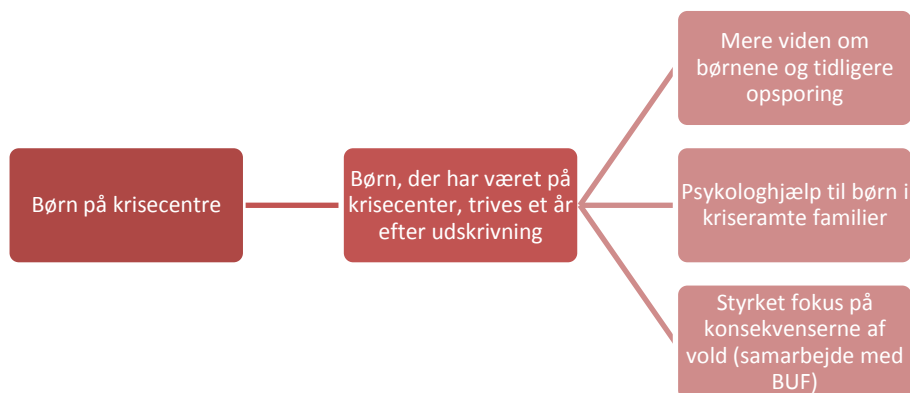 Børn på krisecentre
Børn, der har været på
krisecenter, trives et år
efter udskrivning
Mere viden om
børnene og tidligere
opsporing
Psykologhjælp til børn i
kriseramte familier
Styrket fokus på
konsekvenserne af
vold (samarbejde med
BUF)